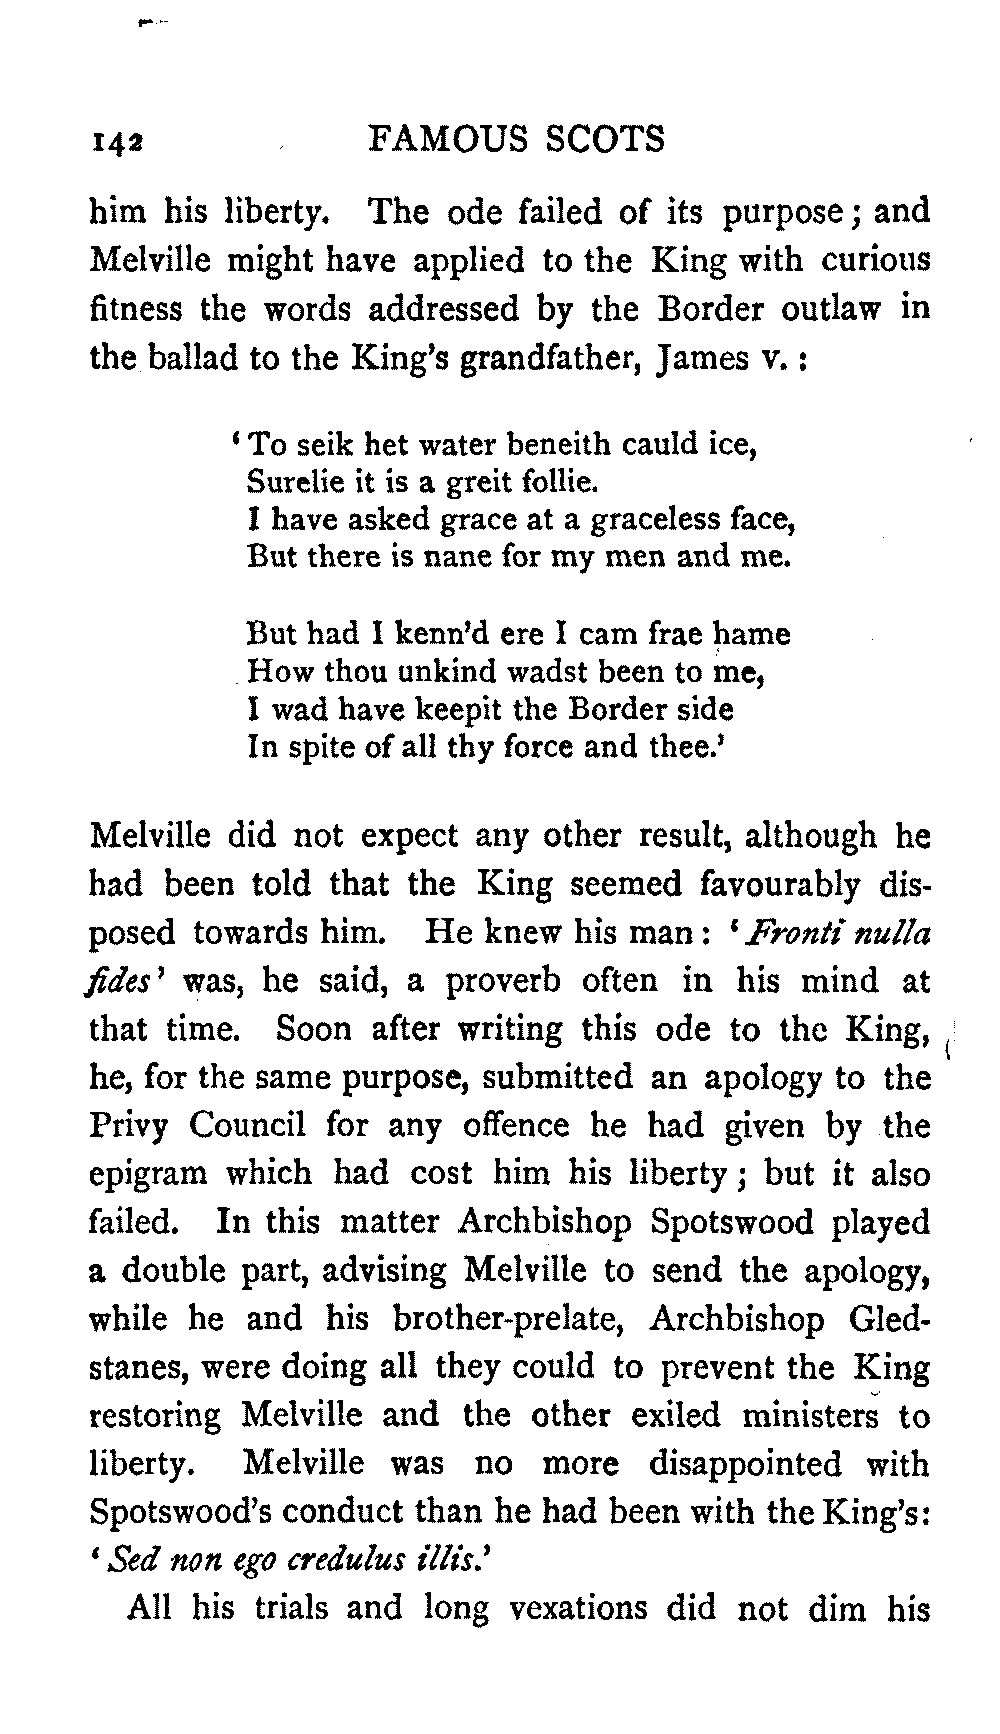 142 FAMOUS SCOTS
him his liberty. The ode failed of its purpose; and
Melville might have applied to the King with curious
fitness the words addressed by the Border outlaw in
the ballad to the King's grandfather, James v.:
‘To seik het water beneith cauld ice,
Surelie it is a greit follie.
I have asked grace at a graceless face,
But there is nane for my men and me.
But had I kenn'd ere I cam frae hame
How thou unkind wadst been to me,
I wad have keepit the Border side
In spite of all thy force and thee.’
Melville did not expect any other result, although he
had been told that the King seemed favourably dis-
posed towards him. He knew his man: ‘Fronti nulla
fides’ was, he said, a proverb often in his mind at
that time. Soon after writing this ode to the King,
he, for the same purpose, submitted an apology to the
Privy Council for any offence he had given by the
epigram which had cost him his liberty; but it also
failed. In this matter Archbishop Spotswood played
a double part, advising Melville to send the apology,
while he and his brother-prelate, Archbishop Gled-
stanes, were doing all they could to prevent the King
restoring Melville and the other exiled ministers to
liberty. Melville was no more disappointed with
Spotswood's conduct than he had been with the King's:
‘Sed non ego credulus illis.’
All his trials and long vexations did not dim his